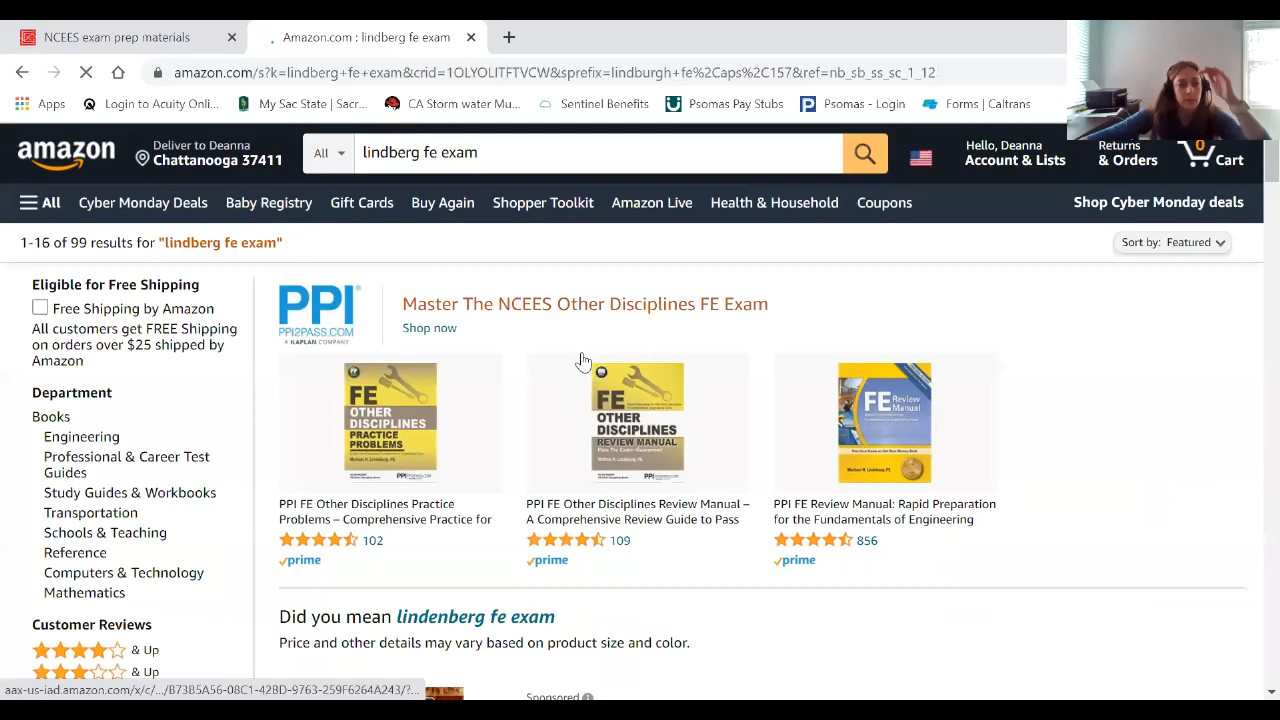 NCEES exam prep materials
Amazon.com : lindberg fe exam
amazon.com/s?k=lindberg+fe+exam&crid=1OLYOLITFTVCW&sprefix=lindburgh+fe%2Caps%2C157&ref=nb_sb_ss_sc_1_12
Apps
Login to Acuity Onli...
My Sac State | Sacr...
CA Storm water Mu...
Sentinel Benefits
Psomas Pay Stubs
Psomas - Login
Forms | Caltrans
amazon
Deliver to Deanna
Chattanooga 37411
All
lindberg fe exam
Hello, Deanna
Account & Lists
Returns
& Orders
0
Cart
All
Cyber Monday Deals
Baby Registry
Gift Cards
Buy Again
Shopper Toolkit
Amazon Live
Health & Household
Coupons
Shop Cyber Monday deals
1-16 of 99 results for "lindberg fe exam"
Sort by: Featured
Eligible for Free Shipping
Free Shipping by Amazon
All customers get FREE Shipping
on orders over $25 shipped by
Amazon
Department
Books
Engineering
Professional & Career Test
Guides
Study Guides & Workbooks
Transportation
Schools & Teaching
Reference
Computers & Technology
Mathematics
Customer Reviews
& Up
& Up
PPI
PPI2PASS.COM
A KAPLAN COMPANY
Master The NCEES Other Disciplines FE Exam
Shop now
FE
OTHER
DISCIPLINES
PRACTICE
PROBLEMS
FE
OTHER
DISCIPLINES
REVIEW MANUAL
FE Review
Manual
PPI FE Other Disciplines Practice
Problems – Comprehensive Practice for
102
prime
PPI FE Other Disciplines Review Manual –
A Comprehensive Review Guide to Pass
109
prime
PPI FE Review Manual: Rapid Preparation
for the Fundamentals of Engineering
856
prime
Did you mean lindenberg fe exam
Price and other details may vary based on product size and color.
Sponsored